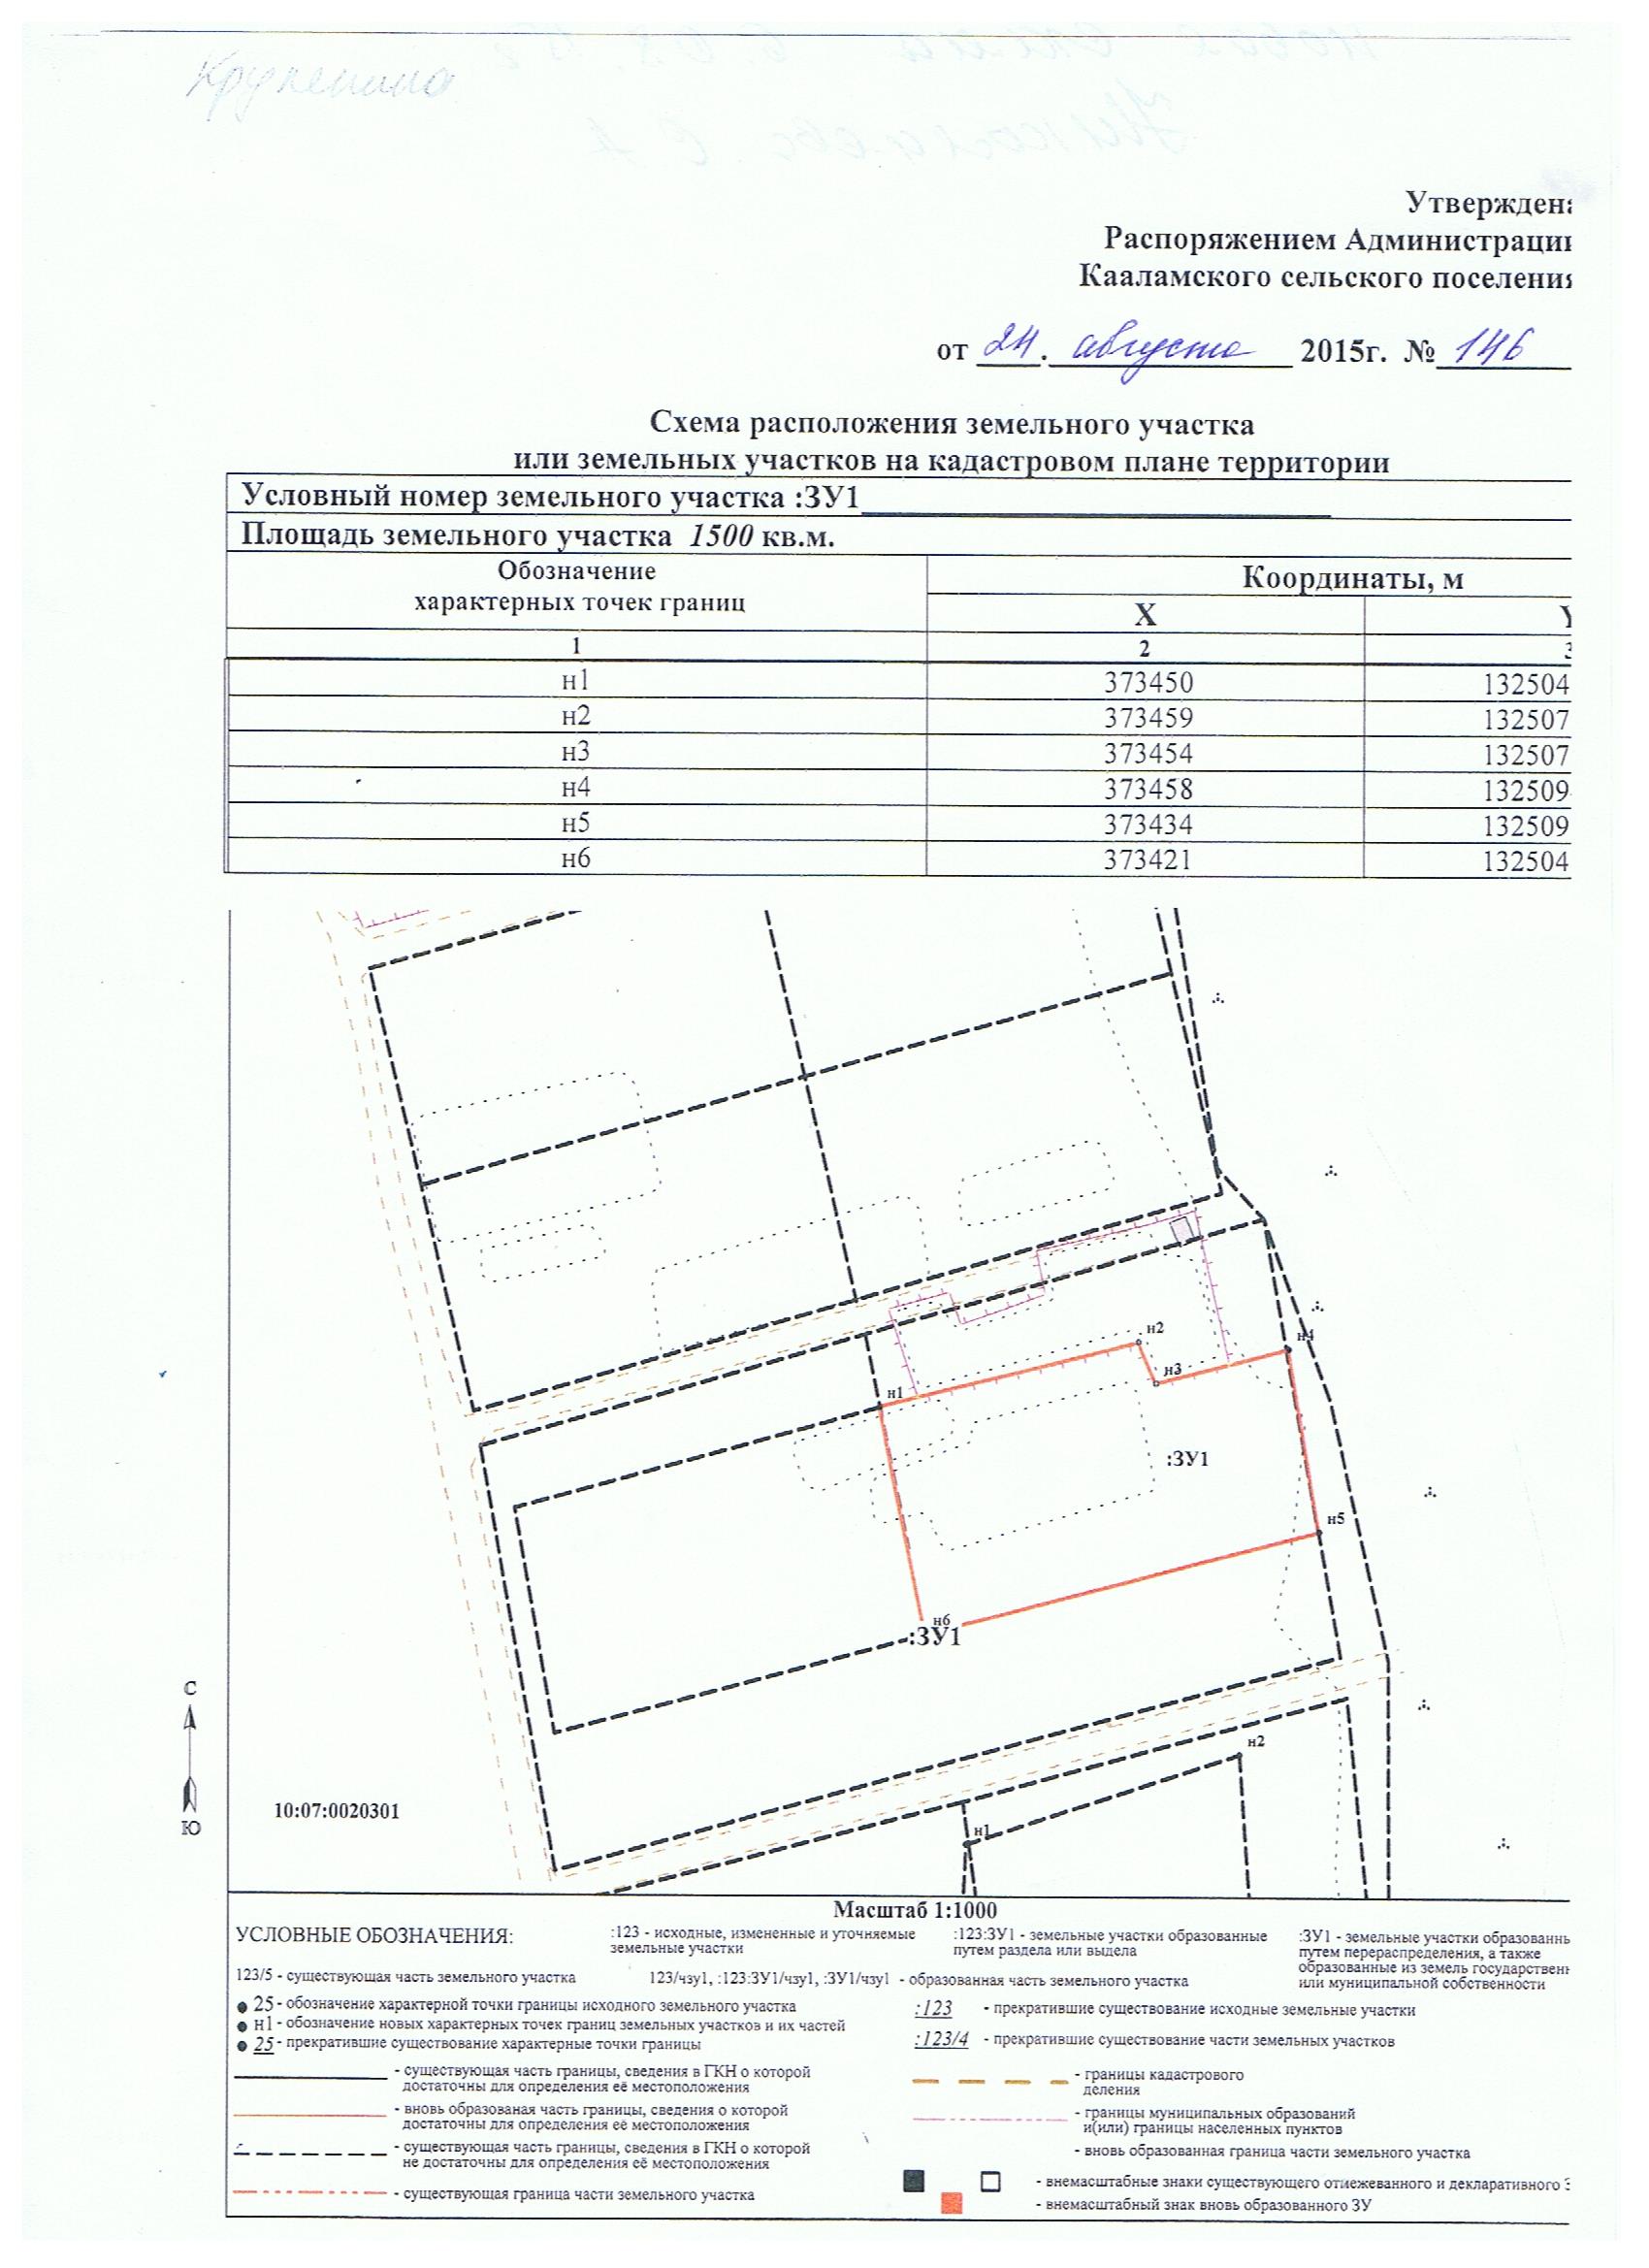 Крупенина
Утверждена
Распоряжением Администрации
Кааламского сельского поселения
от 24. августа 2015г. № 146
Схема расположения земельного участка
или земельных участков на кадастровом плане территории
Условный номер земельного участка :ЗУ1
Площадь земельного участка 1500 кв.м.
Обозначение
характерных точек границ
Координаты, м
X
Y
1
2
3
н1 373450 132504
н2 373459 132507
н3 373454 132507
н4 373458 132509
н5 373434 132509
н6 373421 132504
н2
н4
н3
н1
:ЗУ1
н5
н6
:ЗУ1
С
Ю
н2
10:07:0020301
н1
Масштаб 1:1000
УСЛОВНЫЕ ОБОЗНАЧЕНИЯ:
:123 - исходные, измененные и уточняемые
земельные участки
:123:ЗУ1 - земельные участки образованные
путем раздела или выдела
:ЗУ1 - земельные участки образованн
путем перераспределения, а также
образованные из земель государствен
или муниципальной собственности
123/5 - существующая часть земельного участка
123/чзу1, :123:ЗУ1/чзу1, :ЗУ1/чзу1 - образованная часть земельного участка
25 - обозначение характерной точки границы исходного земельного участка
н1 - обозначение новых характерных точек границ земельных участков и их частей
25 - прекратившие существование характерные точки границы
:123 - прекратившие существование исходные земельные участки
:123/4 - прекратившие существование части земельных участков
- существующая часть границы, сведения в ГКН о которой
достаточны для определения её местоположения
- вновь образованая часть границы, сведения о которой
достаточны для определения её местоположения
- существующая часть границы, сведения в ГКН о которой
не достаточны для определения её местоположения
- существующая граница части земельного участка
- границы кадастрового
деления
- границы муниципальных образований
и(или) границы населенных пунктов
- вновь образованная граница части земельного участка
- внемасштабные знаки существующего отмежеванного и декларативного З
- внемасштабный знак вновь образованного ЗУ